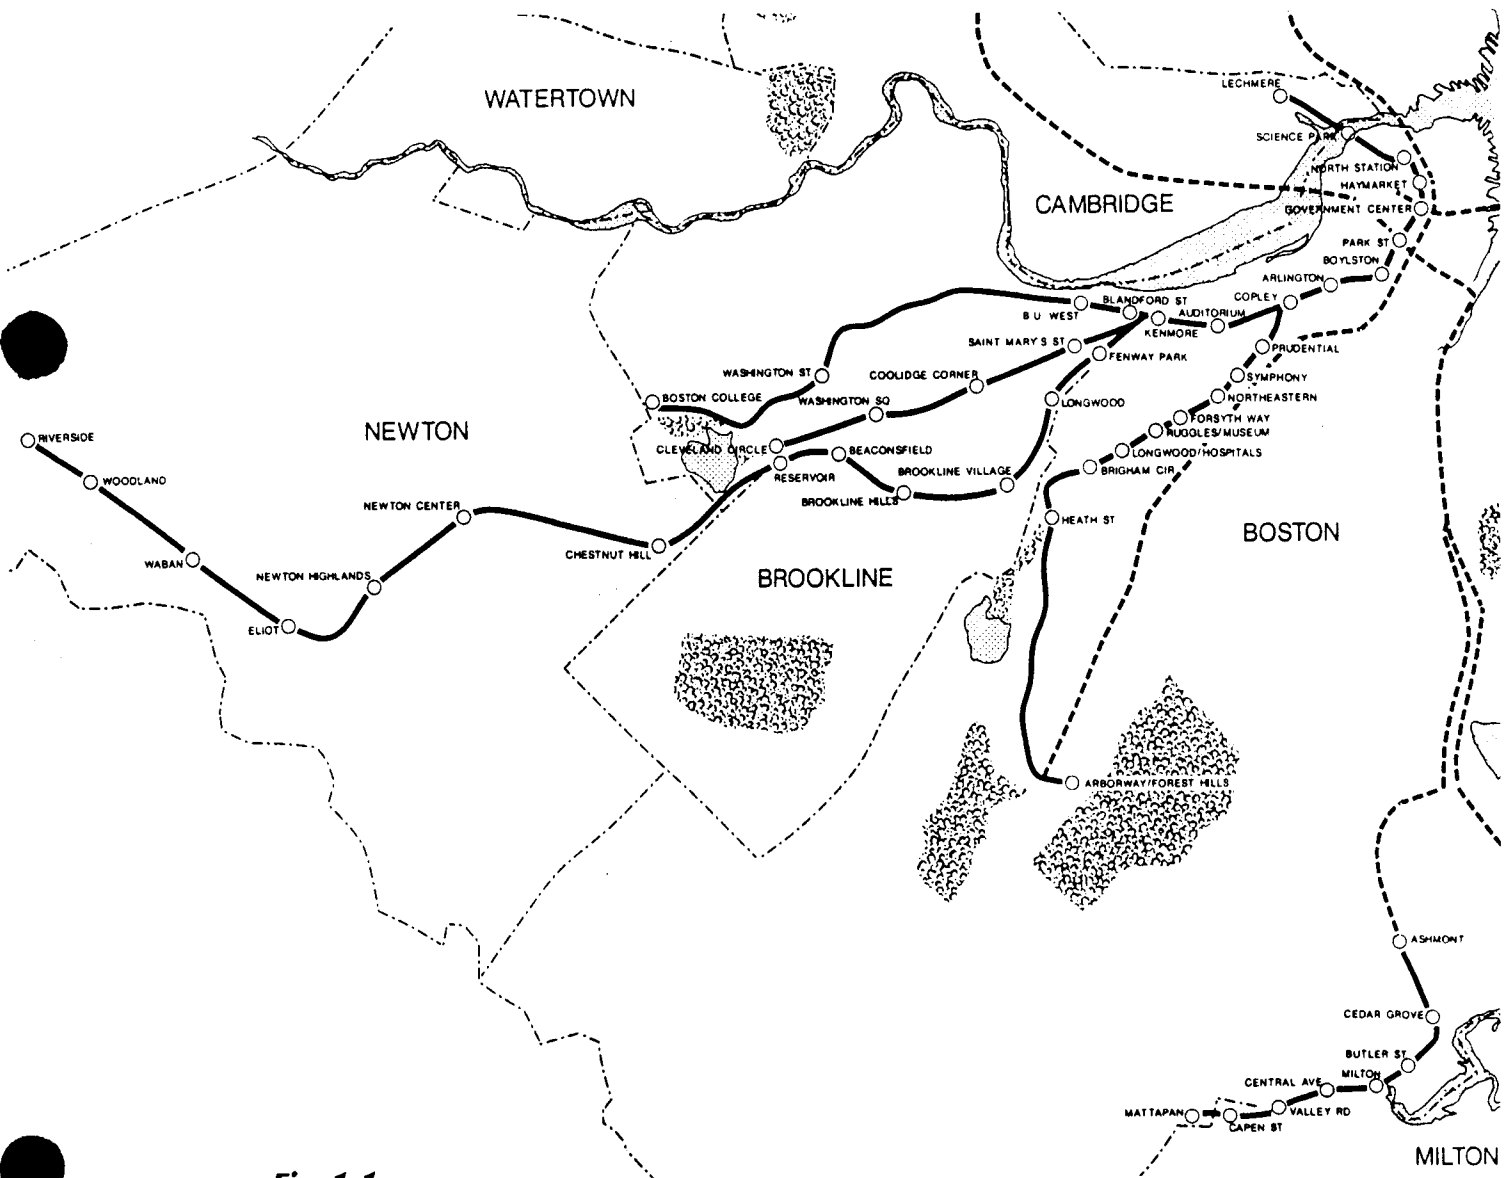 LECHMERE
WATERTOWN
SCIENCE PARK
NORTH STATION
HAYMARKET
CAMBRIDGE
GOVERNMENT CENTER
PARK ST
BOYLSTON
ARLINGTON
COPLEY
BLANDFORD ST
AUDITORIUM
B.U. WEST
KENMORE
SAINT MARY'S ST
PRUDENTIAL
FENWAY PARK
WASHINGTON ST
COOLIDGE CORNER
SYMPHONY
BOSTON COLLEGE
WASHINGTON SQ
LONGWOOD
NORTHEASTERN
FORSYTH WAY
NEWTON
RUGGLES/MUSEUM
RIVERSIDE
CLEVELAND CIRCLE
BEACONSFIELD
LONGWOOD/HOSPITALS
BRIGHAM CIR
RESERVOIR
BROOKLINE VILLAGE
WOODLAND
BROOKLINE HILLS
NEWTON CENTER
HEATH ST
BOSTON
CHESTNUT HILL
WABAN
NEWTON HIGHLANDS
BROOKLINE
ELIOT
ARBORWAY/FOREST HILLS
ASHMONT
CEDAR GROVE
BUTLER ST
MILTON
CENTRAL AVE
MATTAPAN
VALLEY RD
CAPEN ST
MILTON